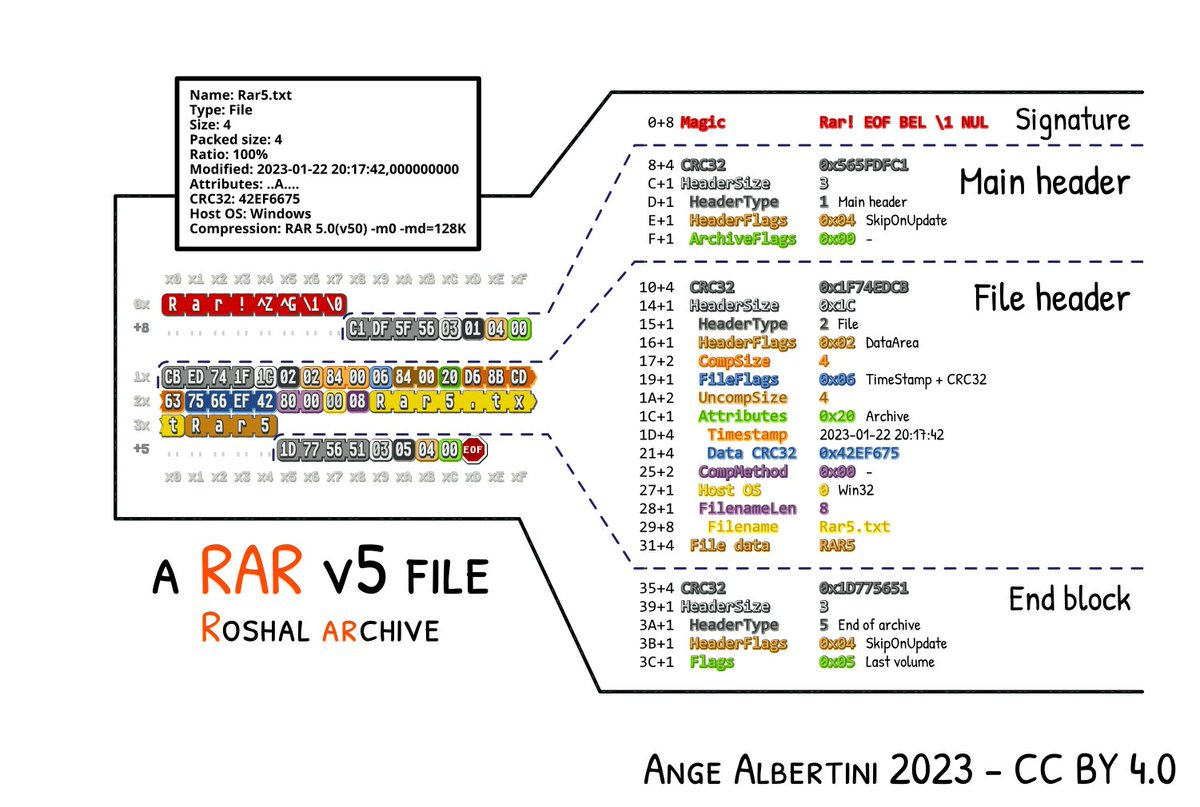 Name: Rar5.txt
Type: File
Size: 4
Packed size: 4
Ratio: 100%
Modified: 2023-01-22 20:17:42,000000000
Attributes: ..A....
CRC32: 42EF6675
Host OS: Windows
Compression: RAR 5.0(v50) -m0 -md=128K
x0 x1 x2 x3 x4 x5 x6 x7 x8 x9 xA xB xC xD xE xF
0x R a r ! ^Z ^G \1 \0
+8 .. .. .. .. .. .. .. .. C1 DF 5F 56 03 01 04 00
1x CB ED 74 1F 1C 02 02 84 00 06 84 00 20 D6 8B CD
2x 63 75 66 EF 42 80 00 00 08 R a r 5 . t x
3x t R a r 5
+5 .. .. .. .. .. 1D 77 56 51 03 05 04 00 EOF
x0 x1 x2 x3 x4 x5 x6 x7 x8 x9 xA xB xC xD xE xF
A RAR v5 FILE
ROSHAL ARCHIVE
0+8 Magic Rar! EOF BEL \1 NUL Signature
8+4 CRC32 0x565FDFC1
Main header
C+1 HeaderSize 3
D+1 HeaderType 1 Main header
E+1 HeaderFlags 0x04 SkipOnUpdate
F+1 ArchiveFlags 0x00 -
10+4 CRC32 0x1F74EDCB
File header
14+1 HeaderSize 0x1C
15+1 HeaderType 2 File
16+1 HeaderFlags 0x02 DataArea
17+2 CompSize 4
19+1 FileFlags 0x06 TimeStamp + CRC32
1A+2 UncompSize 4
1C+1 Attributes 0x20 Archive
1D+4 Timestamp 2023-01-22 20:17:42
21+4 Data CRC32 0x42EF675
25+2 CompMethod 0x00 -
27+1 Host OS 0 Win32
28+1 FilenameLen 8
29+8 Filename Rar5.txt
31+4 File data RAR5
35+4 CRC32 0x1D775651
End block
39+1 HeaderSize 3
3A+1 HeaderType 5 End of archive
3B+1 HeaderFlags 0x04 SkipOnUpdate
3C+1 Flags 0x05 Last volume
ANGE ALBERTINI 2023 - CC BY 4.0